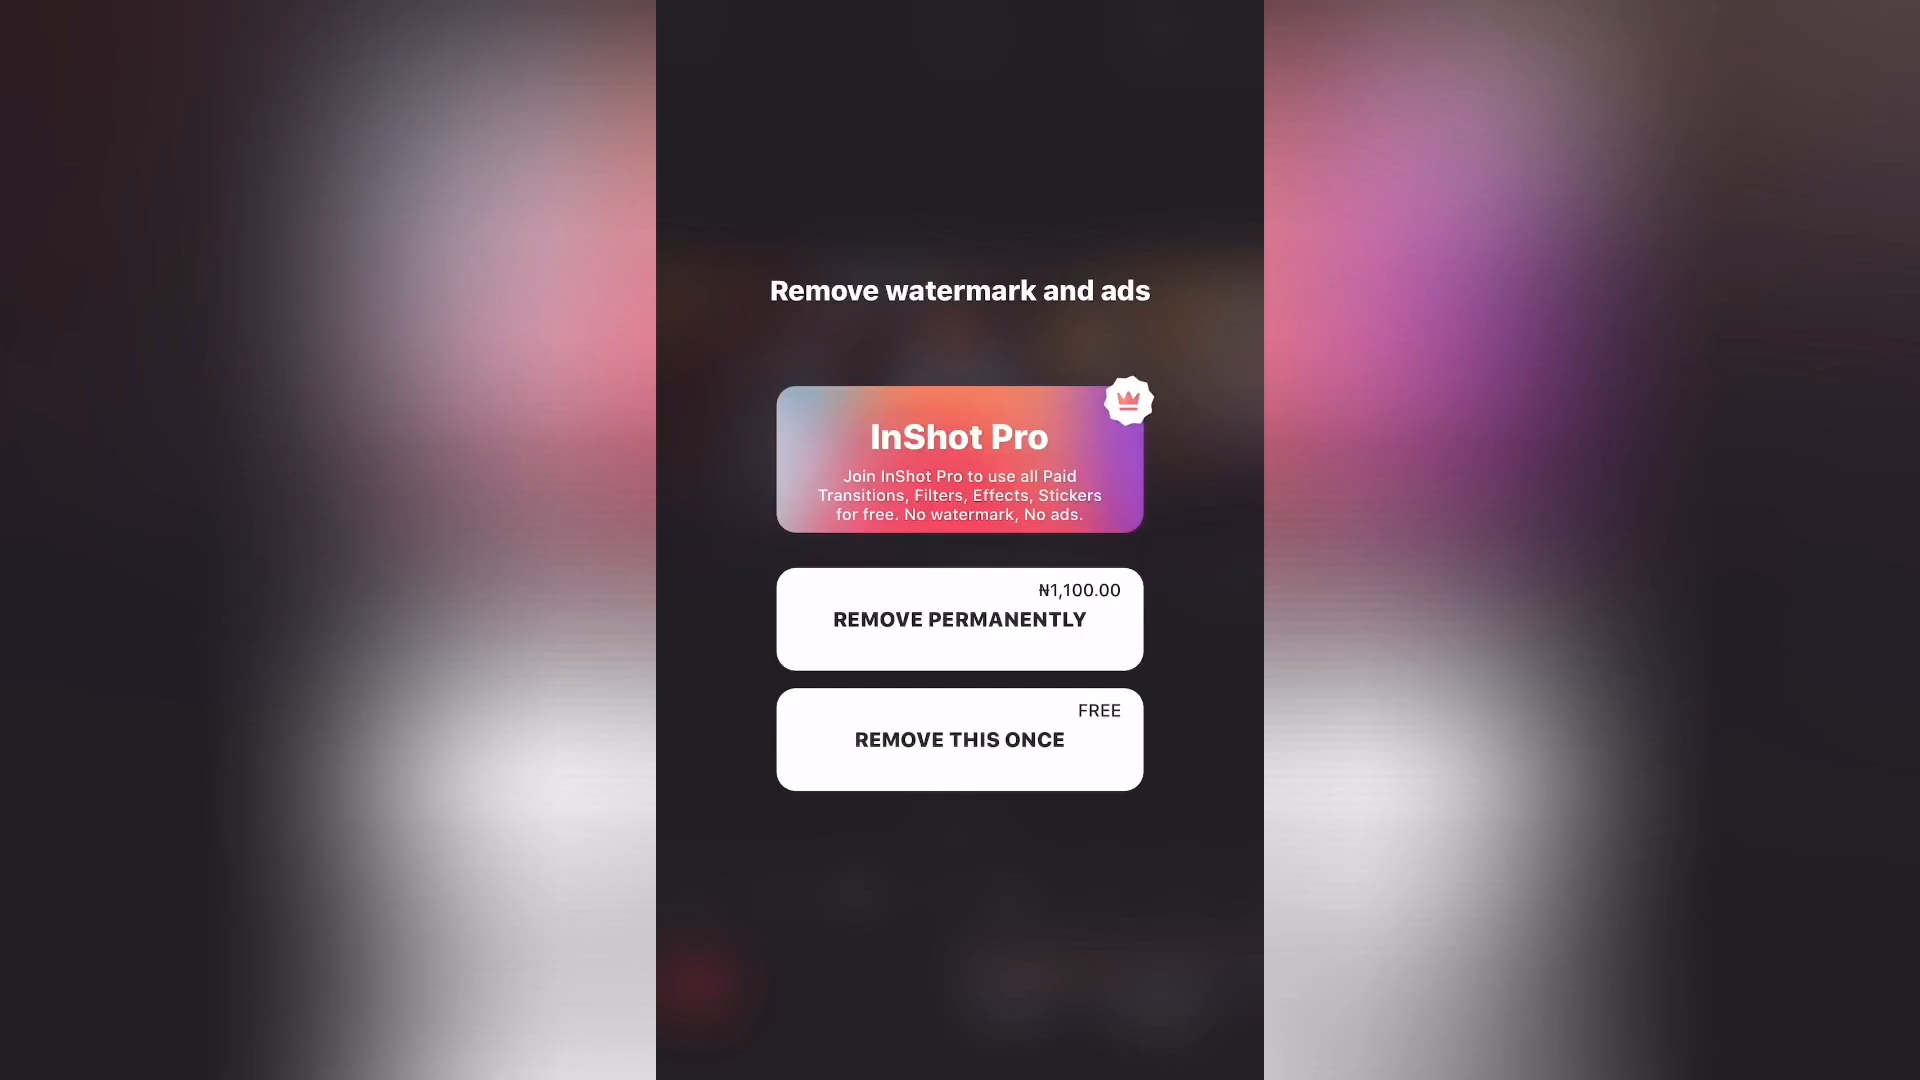 Remove watermark and ads
InShot Pro
Join InShot Pro to use all Paid
Transitions, Filters, Effects, Stickers
for free. No watermark, No ads.
₦1,100.00
REMOVE PERMANENTLY
FREE
REMOVE THIS ONCE